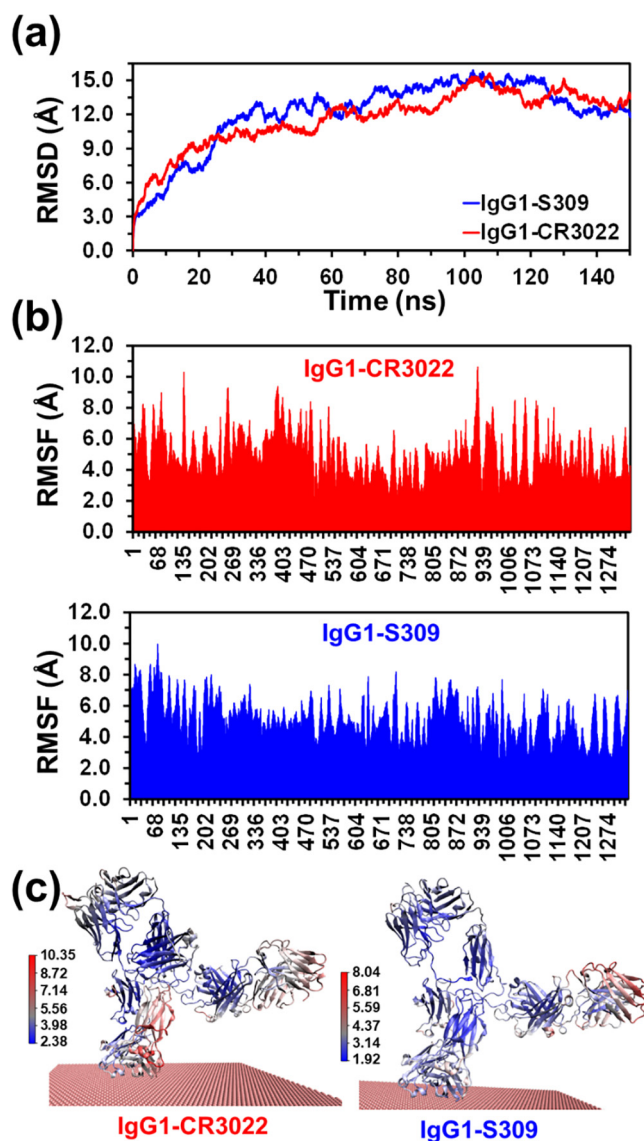 (a)
RMSD (Å)
15.0
12.0
9.0
6.0
3.0
0.0
IgG1-S309
IgG1-CR3022
0 20 40 60 80 100 120 140
Time (ns)
(b)
RMSF (Å)
12.0
10.0
8.0
6.0
4.0
2.0
0.0
IgG1-CR3022
1 68 135 202 269 336 403 470 537 604 671 738 805 872 939 1006 1073 1140 1207 1274
RMSF (Å)
12.0
10.0
8.0
6.0
4.0
2.0
0.0
IgG1-S309
1 68 135 202 269 336 403 470 537 604 671 738 805 872 939 1006 1073 1140 1207 1274
(c)
10.35
8.72
7.14
5.56
3.98
2.38
IgG1-CR3022
8.04
6.81
5.59
4.37
3.14
1.92
IgG1-S309